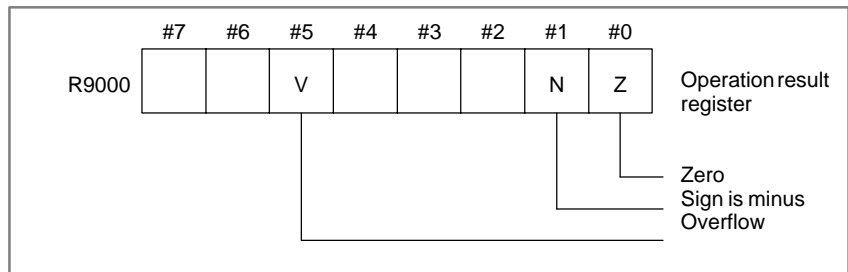 #7 #6 #5 #4 #3 #2 #1 #0
R9000 V N Z Operation result
register
Zero
Sign is minus
Overflow